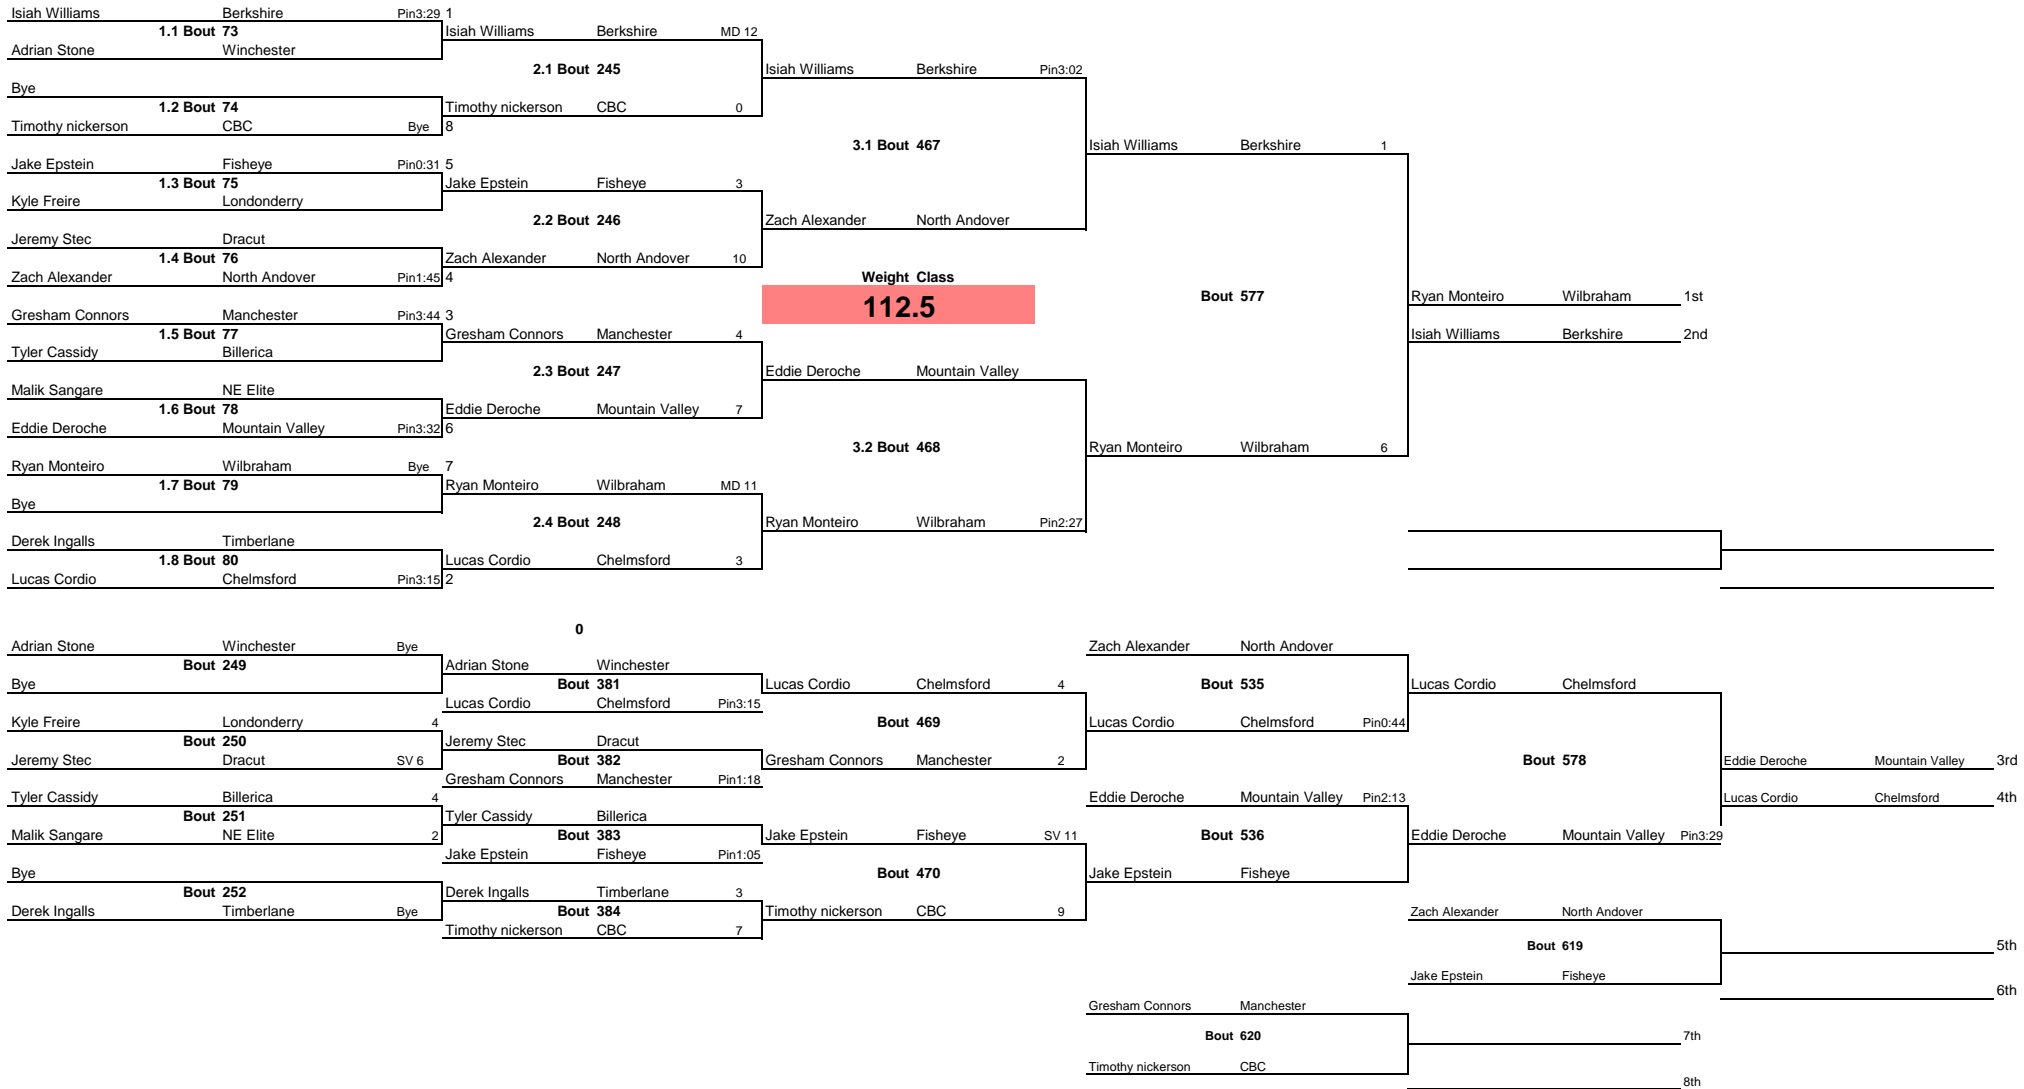 Isiah Williams Berkshire Pin3:29 1
1.1 Bout 73 Isiah Williams Berkshire MD 12
Adrian Stone Winchester
2.1 Bout 245 Isiah Williams Berkshire Pin3:02
Bye
1.2 Bout 74 Timothy nickerson CBC 0
Timothy nickerson CBC Bye 8
3.1 Bout 467 Isiah Williams Berkshire 1
Jake Epstein Fisheye Pin0:31 5
1.3 Bout 75 Jake Epstein Fisheye 3
Kyle Freire Londonderry
2.2 Bout 246 Zach Alexander North Andover
Jeremy Stec Dracut
1.4 Bout 76 Zach Alexander North Andover 10
Zach Alexander North Andover Pin1:45 4 Weight Class
Bout 577 Ryan Monteiro Wilbraham 1st
112.5
Gresham Connors Manchester Pin3:44 3
1.5 Bout 77 Gresham Connors Manchester 4 Isiah Williams Berkshire 2nd
Tyler Cassidy Billerica
2.3 Bout 247 Eddie Deroche Mountain Valley
Malik Sangare NE Elite
1.6 Bout 78 Eddie Deroche Mountain Valley 7
Eddie Deroche Mountain Valley Pin3:32 6
3.2 Bout 468 Ryan Monteiro Wilbraham 6
Ryan Monteiro Wilbraham Bye 7
1.7 Bout 79 Ryan Monteiro Wilbraham MD 11
Bye
2.4 Bout 248 Ryan Monteiro Wilbraham Pin2:27
Derek Ingalls Timberlane
1.8 Bout 80 Lucas Cordio Chelmsford 3
Lucas Cordio Chelmsford Pin3:15 2
0
Adrian Stone Winchester Bye Zach Alexander North Andover
Bout 249 Adrian Stone Winchester
Bye Bout 381 Lucas Cordio Chelmsford 4 Bout 535 Lucas Cordio Chelmsford
Lucas Cordio Chelmsford Pin3:15
Kyle Freire Londonderry 4 Bout 469 Lucas Cordio Chelmsford Pin0:44
Bout 250 Jeremy Stec Dracut
Jeremy Stec Dracut SV 6 Bout 382 Gresham Connors Manchester 2 Bout 578 Eddie Deroche Mountain Valley 3rd
Gresham Connors Manchester Pin1:18
Tyler Cassidy Billerica 4 Eddie Deroche Mountain Valley Pin2:13 Lucas Cordio Chelmsford 4th
Bout 251 Tyler Cassidy Billerica
Malik Sangare NE Elite 2 Bout 383 Jake Epstein Fisheye SV 11 Bout 536 Eddie Deroche Mountain Valley Pin3:29
Jake Epstein Fisheye Pin1:05
Bye Bout 470 Jake Epstein Fisheye
Bout 252 Derek Ingalls Timberlane 3
Derek Ingalls Timberlane Bye Bout 384 Timothy nickerson CBC 9 Zach Alexander North Andover
Timothy nickerson CBC 7
Bout 619 5th
Jake Epstein Fisheye
6th
Gresham Connors Manchester
Bout 620 7th
Timothy nickerson CBC
8th